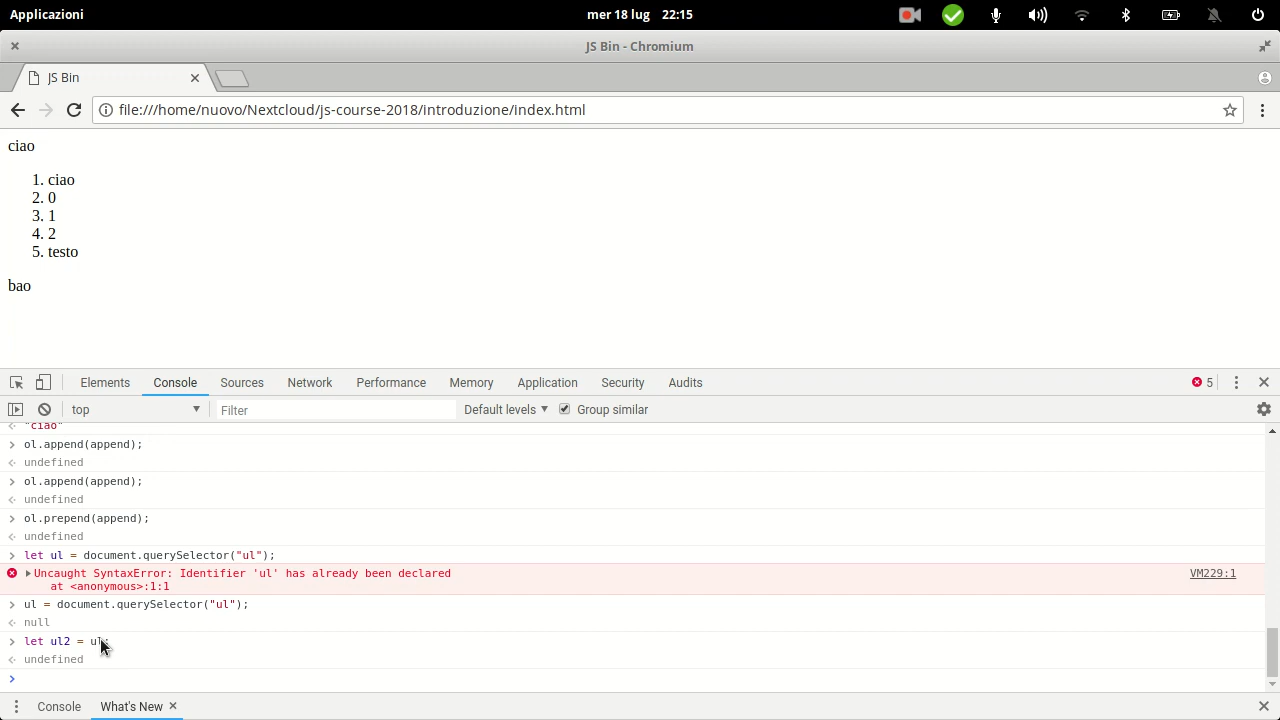 Applicazioni
mer 18 lug 22:15
JS Bin - Chromium
JS Bin
file:///home/nuovo/Nextcloud/js-course-2018/introduzione/index.html
ciao
1. ciao
2. 0
3. 1
4. 2
5. testo
bao
Elements Console Sources Network Performance Memory Application Security Audits 5
top Filter Default levels Group similar
"ciao"
ol.append(append);
undefined
ol.append(append);
undefined
ol.prepend(append);
undefined
let ul = document.querySelector("ul");
Uncaught SyntaxError: Identifier 'ul' has already been declared VM229:1
at <anonymous>:1:1
ul = document.querySelector("ul");
null
let ul2 = ul;
undefined
Console What's New